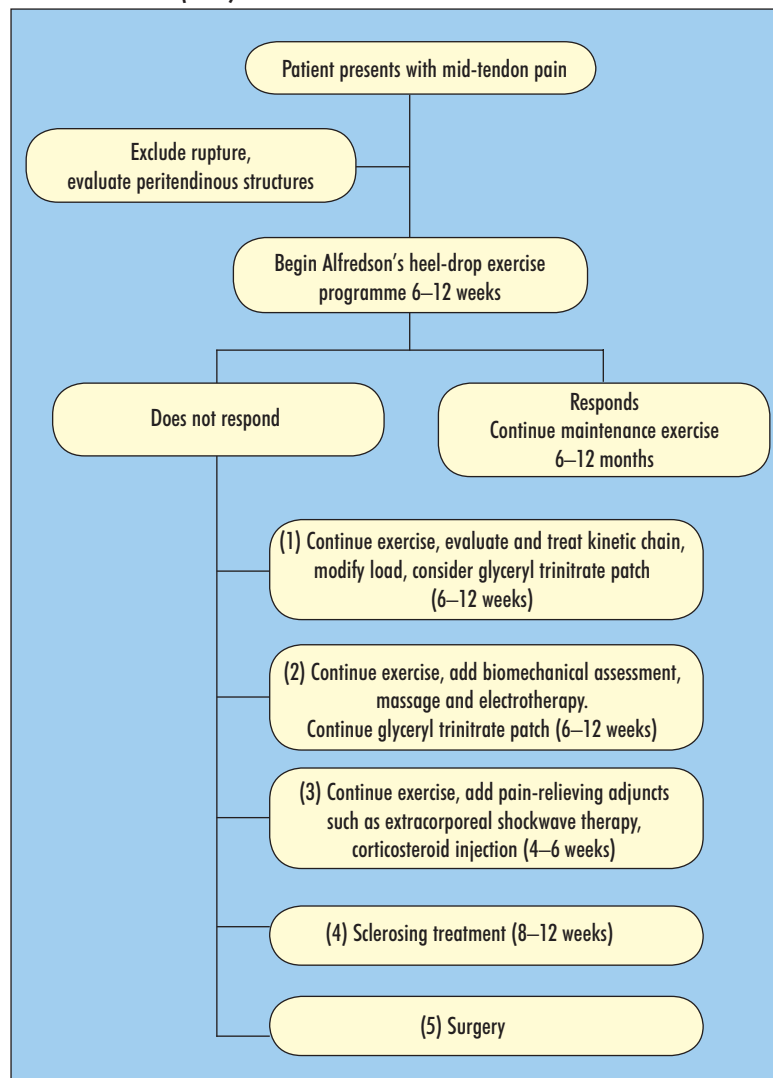 Patient presents with mid-tendon pain
Exclude rupture,
evaluate peritendinous structures
Begin Alfredson's heel-drop exercise
programme 6–12 weeks
Does not respond
Responds
Continue maintenance exercise
6–12 months
(1) Continue exercise, evaluate and treat kinetic chain,
modify load, consider glyceryl trinitrate patch
(6–12 weeks)
(2) Continue exercise, add biomechanical assessment,
massage and electrotherapy.
Continue glyceryl trinitrate patch (6–12 weeks)
(3) Continue exercise, add pain-relieving adjuncts
such as extracorporeal shockwave therapy,
corticosteroid injection (4–6 weeks)
(4) Sclerosing treatment (8–12 weeks)
(5) Surgery